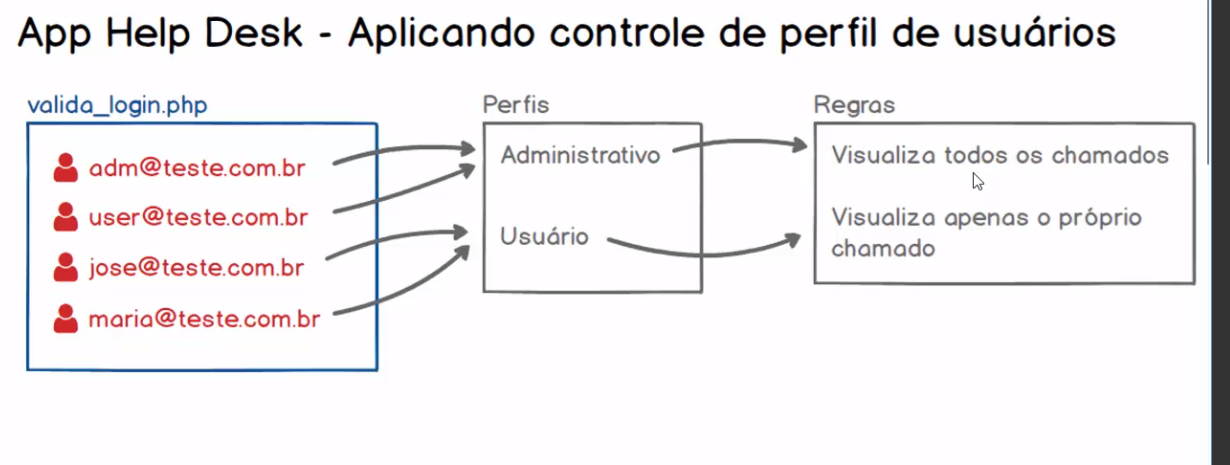 App Help Desk - Aplicando controle de perfil de usuários
valida_login.php
adm@teste.com.br
user@teste.com.br
jose@teste.com.br
maria@teste.com.br
Perfis
Administrativo
Usuário
Regras
Visualiza todos os chamados
Visualiza apenas o próprio
chamado